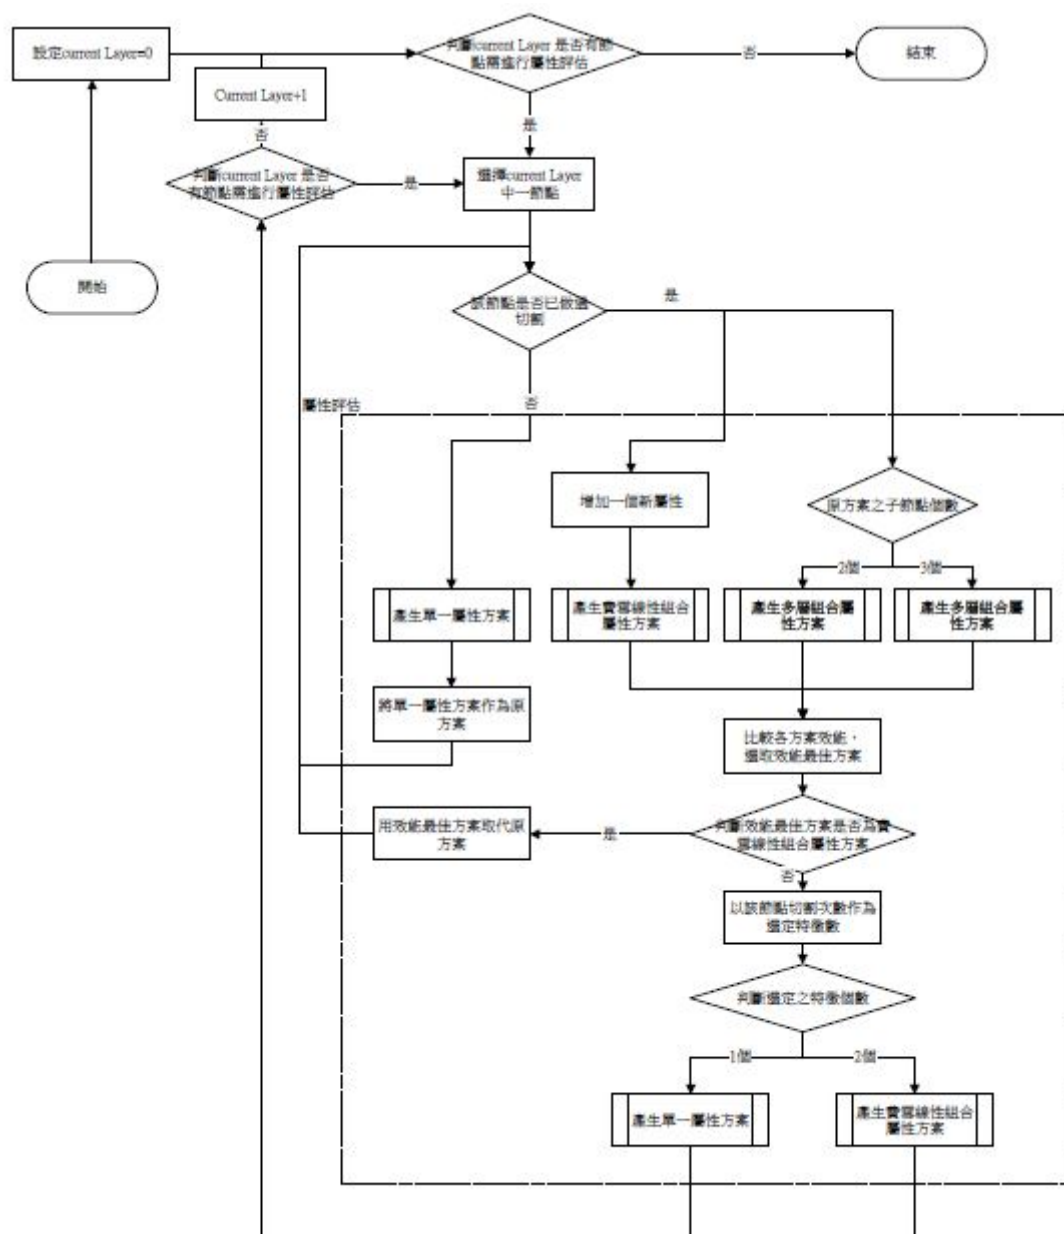 設定current Layer=0
判斷current Layer 是否有節
點需進行屬性評估
否
結束
Current Layer+1
是
否
判斷current Layer 是否
有節點需進行屬性評估
是
選擇current Layer
中一節點
開始
該節點是否已做過
切割
是
屬性評估
否
增加一個新屬性
原方案之子節點個數
2個
3個
產生單一屬性方案
產生費雪線性組合
屬性方案
產生多層組合屬
性方案
產生多層組合屬
性方案
將單一屬性方案作為原
方案
比較各方案效能，
選取效能最佳方案
用效能最佳方案取代原
方案
是
判斷效能最佳方案是否為費
雪線性組合屬性方案
否
以該節點切割次數作為
選定特徵數
判斷選定之特徵個數
1個
2個
產生單一屬性方案
產生費雪線性組合
屬性方案